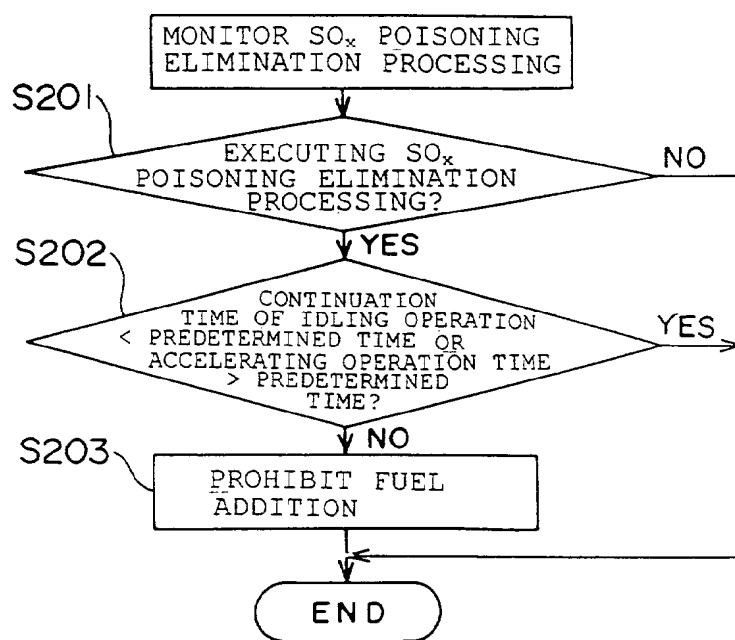 MONITOR SOₓ POISONING
ELIMINATION PROCESSING
S201
EXECUTING SOₓ
POISONING ELIMINATION
PROCESSING?
NO
YES
S202
CONTINUATION
TIME OF IDLING OPERATION
< PREDETERMINED TIME OR
ACCELERATING OPERATION TIME
> PREDETERMINED
TIME?
YES
NO
S203
PROHIBIT FUEL
ADDITION
END